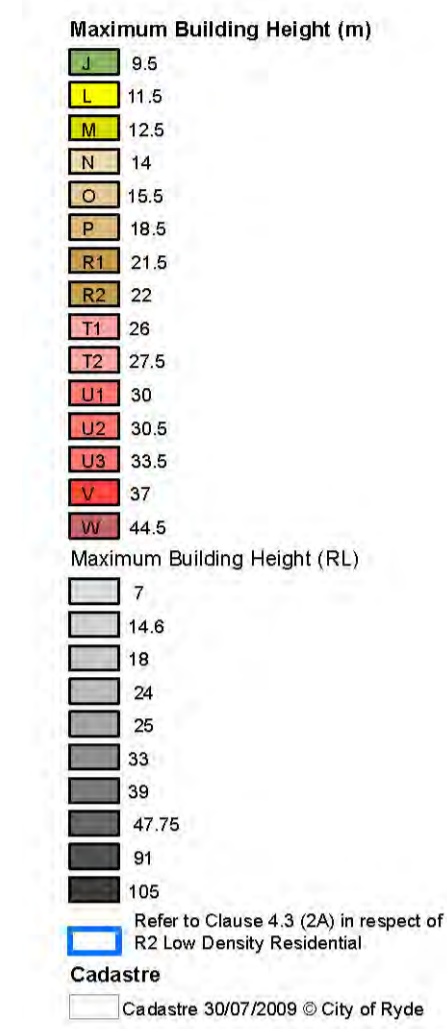 Maximum Building Height (m)
J 9.5
L 11.5
M 12.5
N 14
O 15.5
P 18.5
R1 21.5
R2 22
T1 26
T2 27.5
U1 30
U2 30.5
U3 33.5
V 37
W 44.5
Maximum Building Height (RL)
7
14.6
18
24
25
33
39
47.75
91
105
Refer to Clause 4.3 (2A) in respect of
R2 Low Density Residential
Cadastre
Cadastre 30/07/2009 © City of Ryde